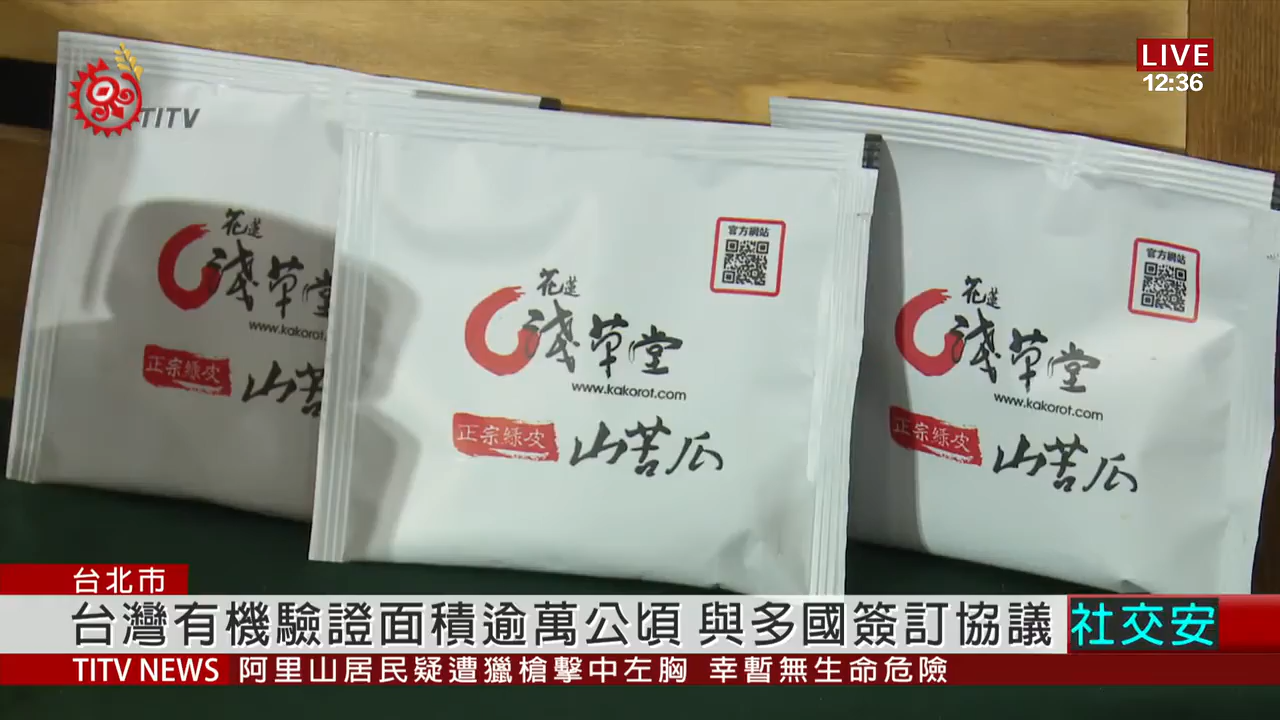 TITV
LIVE
12:36
花蓮
淺草堂
www.kakorot.
正宗綠皮
山苦
官方網站
花蓮
淺草堂
www.kakorot.com
正宗綠皮
山苦瓜
官方網站
花蓮
淺草堂
www.kakorot.com
正宗綠皮
山苦瓜
台北市
台灣有機驗證面積逾萬公頃 與多國簽訂協議
社交安
TITV NEWS
阿里山居民疑遭獵槍擊中左胸 幸暫無生命危險